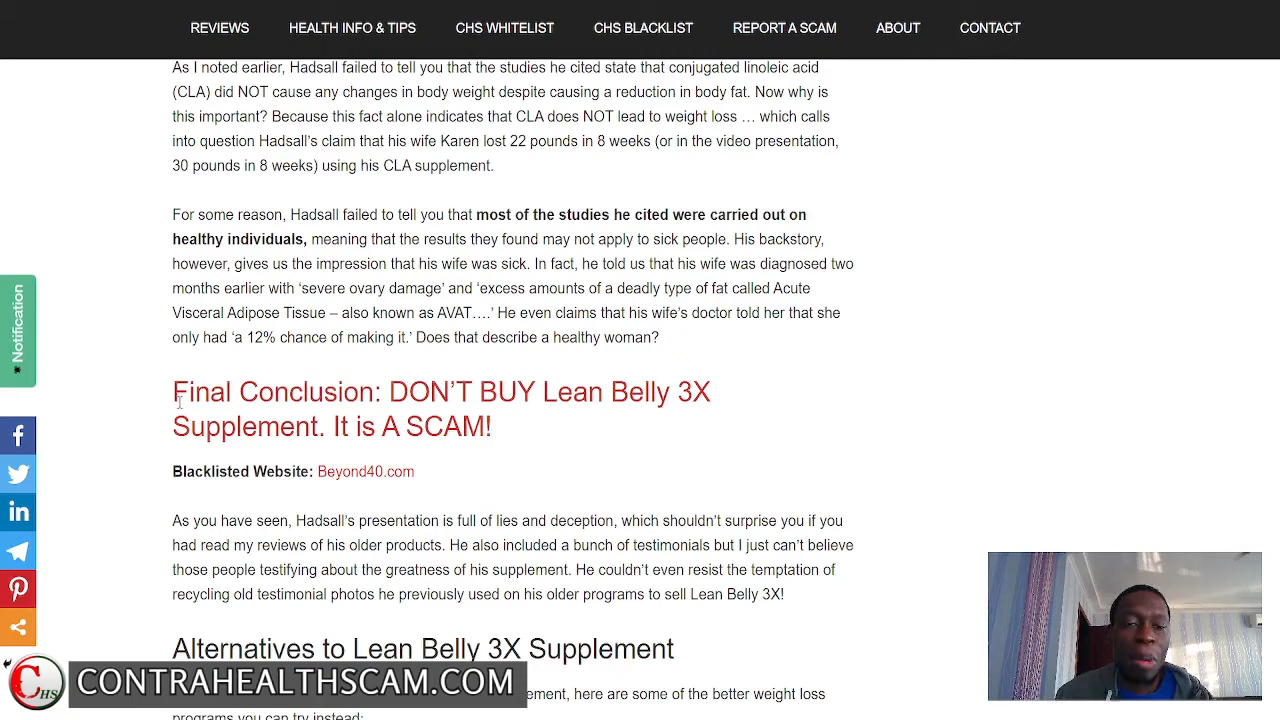 REVIEWS HEALTH INFO & TIPS CHS WHITELIST CHS BLACKLIST REPORT A SCAM ABOUT CONTACT
As I noted earlier, Hadsall failed to tell you that the studies he cited state that conjugated linoleic acid
(CLA) did NOT cause any changes in body weight despite causing a reduction in body fat. Now why is
this important? Because this fact alone indicates that CLA does NOT lead to weight loss … which calls
into question Hadsall’s claim that his wife Karen lost 22 pounds in 8 weeks (or in the video presentation,
30 pounds in 8 weeks) using his CLA supplement.
For some reason, Hadsall failed to tell you that most of the studies he cited were carried out on
healthy individuals, meaning that the results they found may not apply to sick people. His backstory,
however, gives us the impression that his wife was sick. In fact, he told us that his wife was diagnosed two
months earlier with ‘severe ovary damage’ and ‘excess amounts of a deadly type of fat called Acute
Visceral Adipose Tissue – also known as AVAT….’ He even claims that his wife’s doctor told her that she
only had ‘a 12% chance of making it.’ Does that describe a healthy woman?
Notification
Final Conclusion: DON’T BUY Lean Belly 3X
Supplement. It is A SCAM!
Blacklisted Website: Beyond40.com
As you have seen, Hadsall’s presentation is full of lies and deception, which shouldn’t surprise you if you
had read my reviews of his older products. He also included a bunch of testimonials but I just can’t believe
those people testifying about the greatness of his supplement. He couldn’t even resist the temptation of
recycling old testimonial photos he previously used on his older programs to sell Lean Belly 3X!
Alternatives to Lean Belly 3X Supplement
CHS CONTRAHEALTHSCAM.COM
ement, here are some of the better weight loss
programs you can try instead: